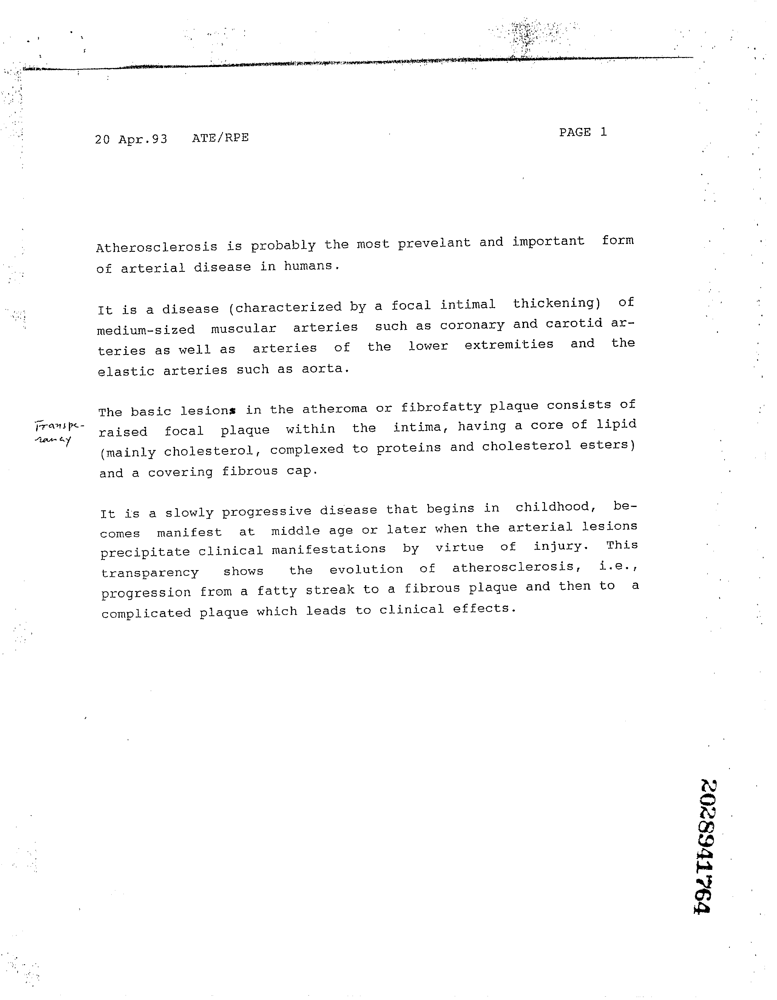 20 Apr.93 ATE/RPE PAGE 1
Atherosclerosis is probably the most prevelant and important form
of arterial disease in humans.
It is a disease (characterized by a focal intimal thickening) of
medium-sized muscular arteries such as coronary and carotid ar-
teries as well as arteries of the lower extremities and the
elastic arteries such as aorta.
The basic lesions in the atheroma or fibrofatty plaque consists of
Transpe-
rancy
raised focal plaque within the intima, having a core of lipid
(mainly cholesterol, complexed to proteins and cholesterol esters)
and a covering fibrous cap.
It is a slowly progressive disease that begins in childhood, be-
comes manifest at middle age or later when the arterial lesions
precipitate clinical manifestations by virtue of injury. This
transparency shows the evolution of atherosclerosis, i.e.,
progression from a fatty streak to a fibrous plaque and then to a
complicated plaque which leads to clinical effects.
2028941764